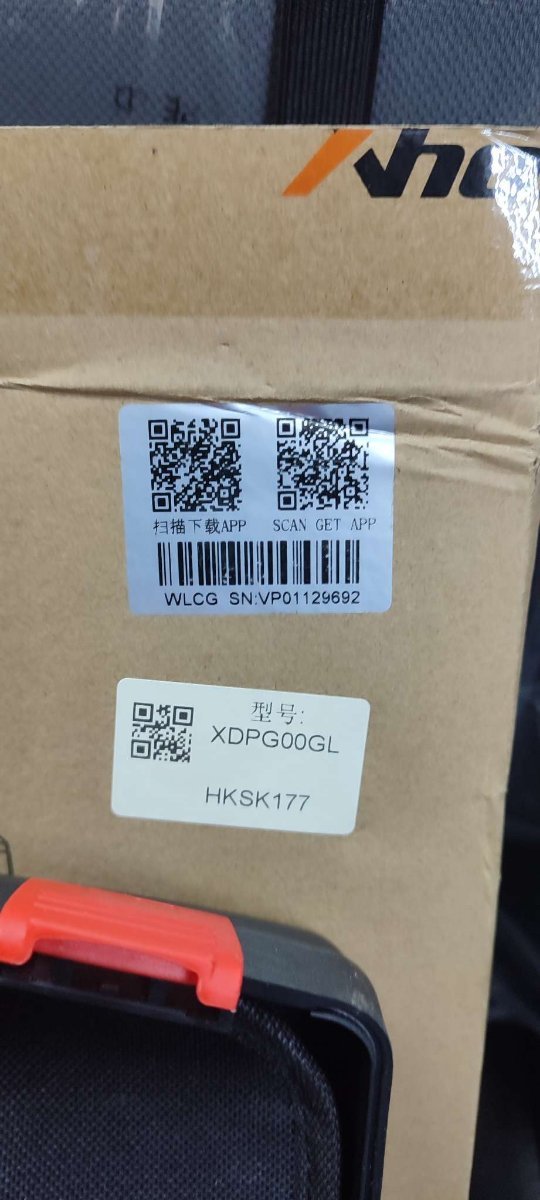 扫描下载APP SCAN GET APP
WLCG SN:VP01129692
型号:
XDPG00GL
HKSK177